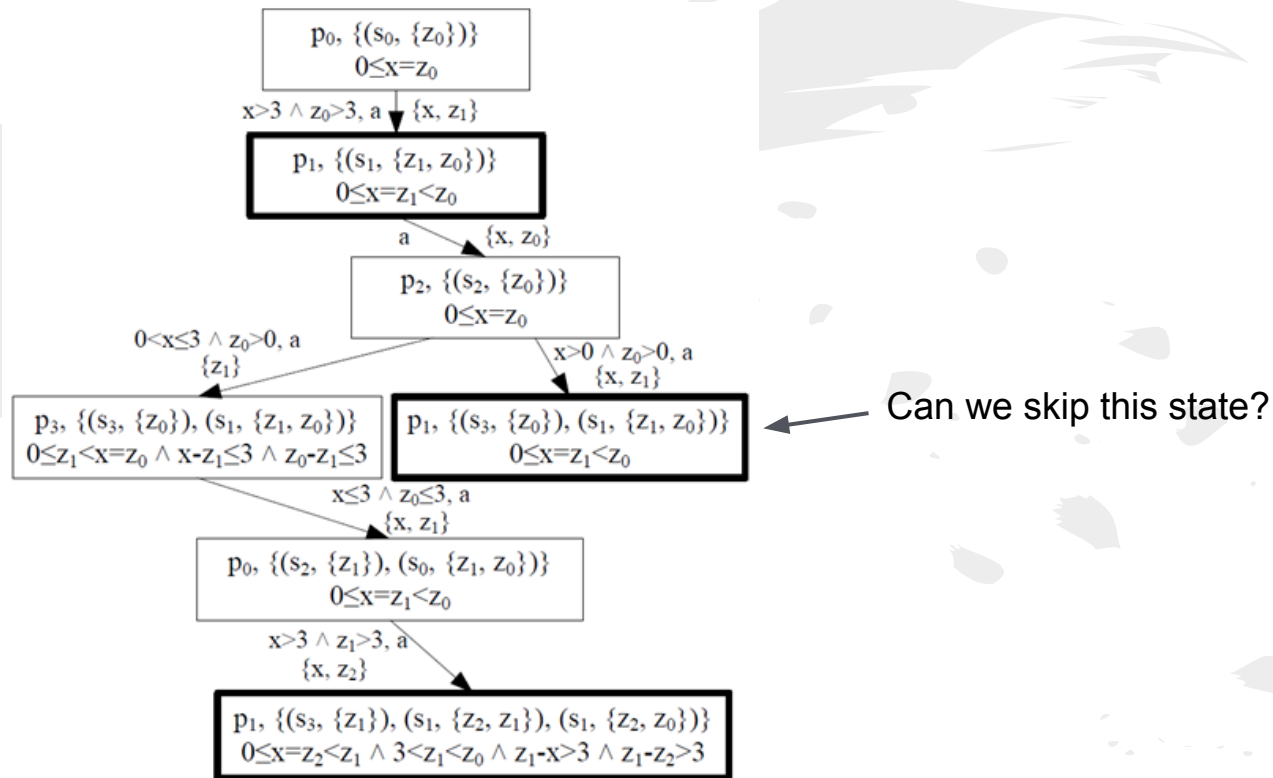 p₀, {(s₀, {z₀})}
0≤x=z₀
x>3 ∧ z₀>3, a {x, z₁}
p₁, {(s₁, {z₁, z₀})}
0≤x=z₁<z₀
a {x, z₀}
p₂, {(s₂, {z₀})}
0≤x=z₀
0<x≤3 ∧ z₀>0, a
{z₁}
x>0 ∧ z₀>0, a
{x, z₁}
p₃, {(s₃, {z₀}), (s₁, {z₁, z₀})}
0≤z₁<x=z₀ ∧ x-z₁≤3 ∧ z₀-z₁≤3
p₁, {(s₃, {z₀}), (s₁, {z₁, z₀})}
0≤x=z₁<z₀
Can we skip this state?
x≤3 ∧ z₀≤3, a
{x, z₁}
p₀, {(s₂, {z₁}), (s₀, {z₁, z₀})}
0≤x=z₁<z₀
x>3 ∧ z₁>3, a
{x, z₂}
p₁, {(s₃, {z₁}), (s₁, {z₂, z₁}), (s₁, {z₂, z₀})}
0≤x=z₂<z₁ ∧ 3<z₁<z₀ ∧ z₁-x>3 ∧ z₁-z₂>3